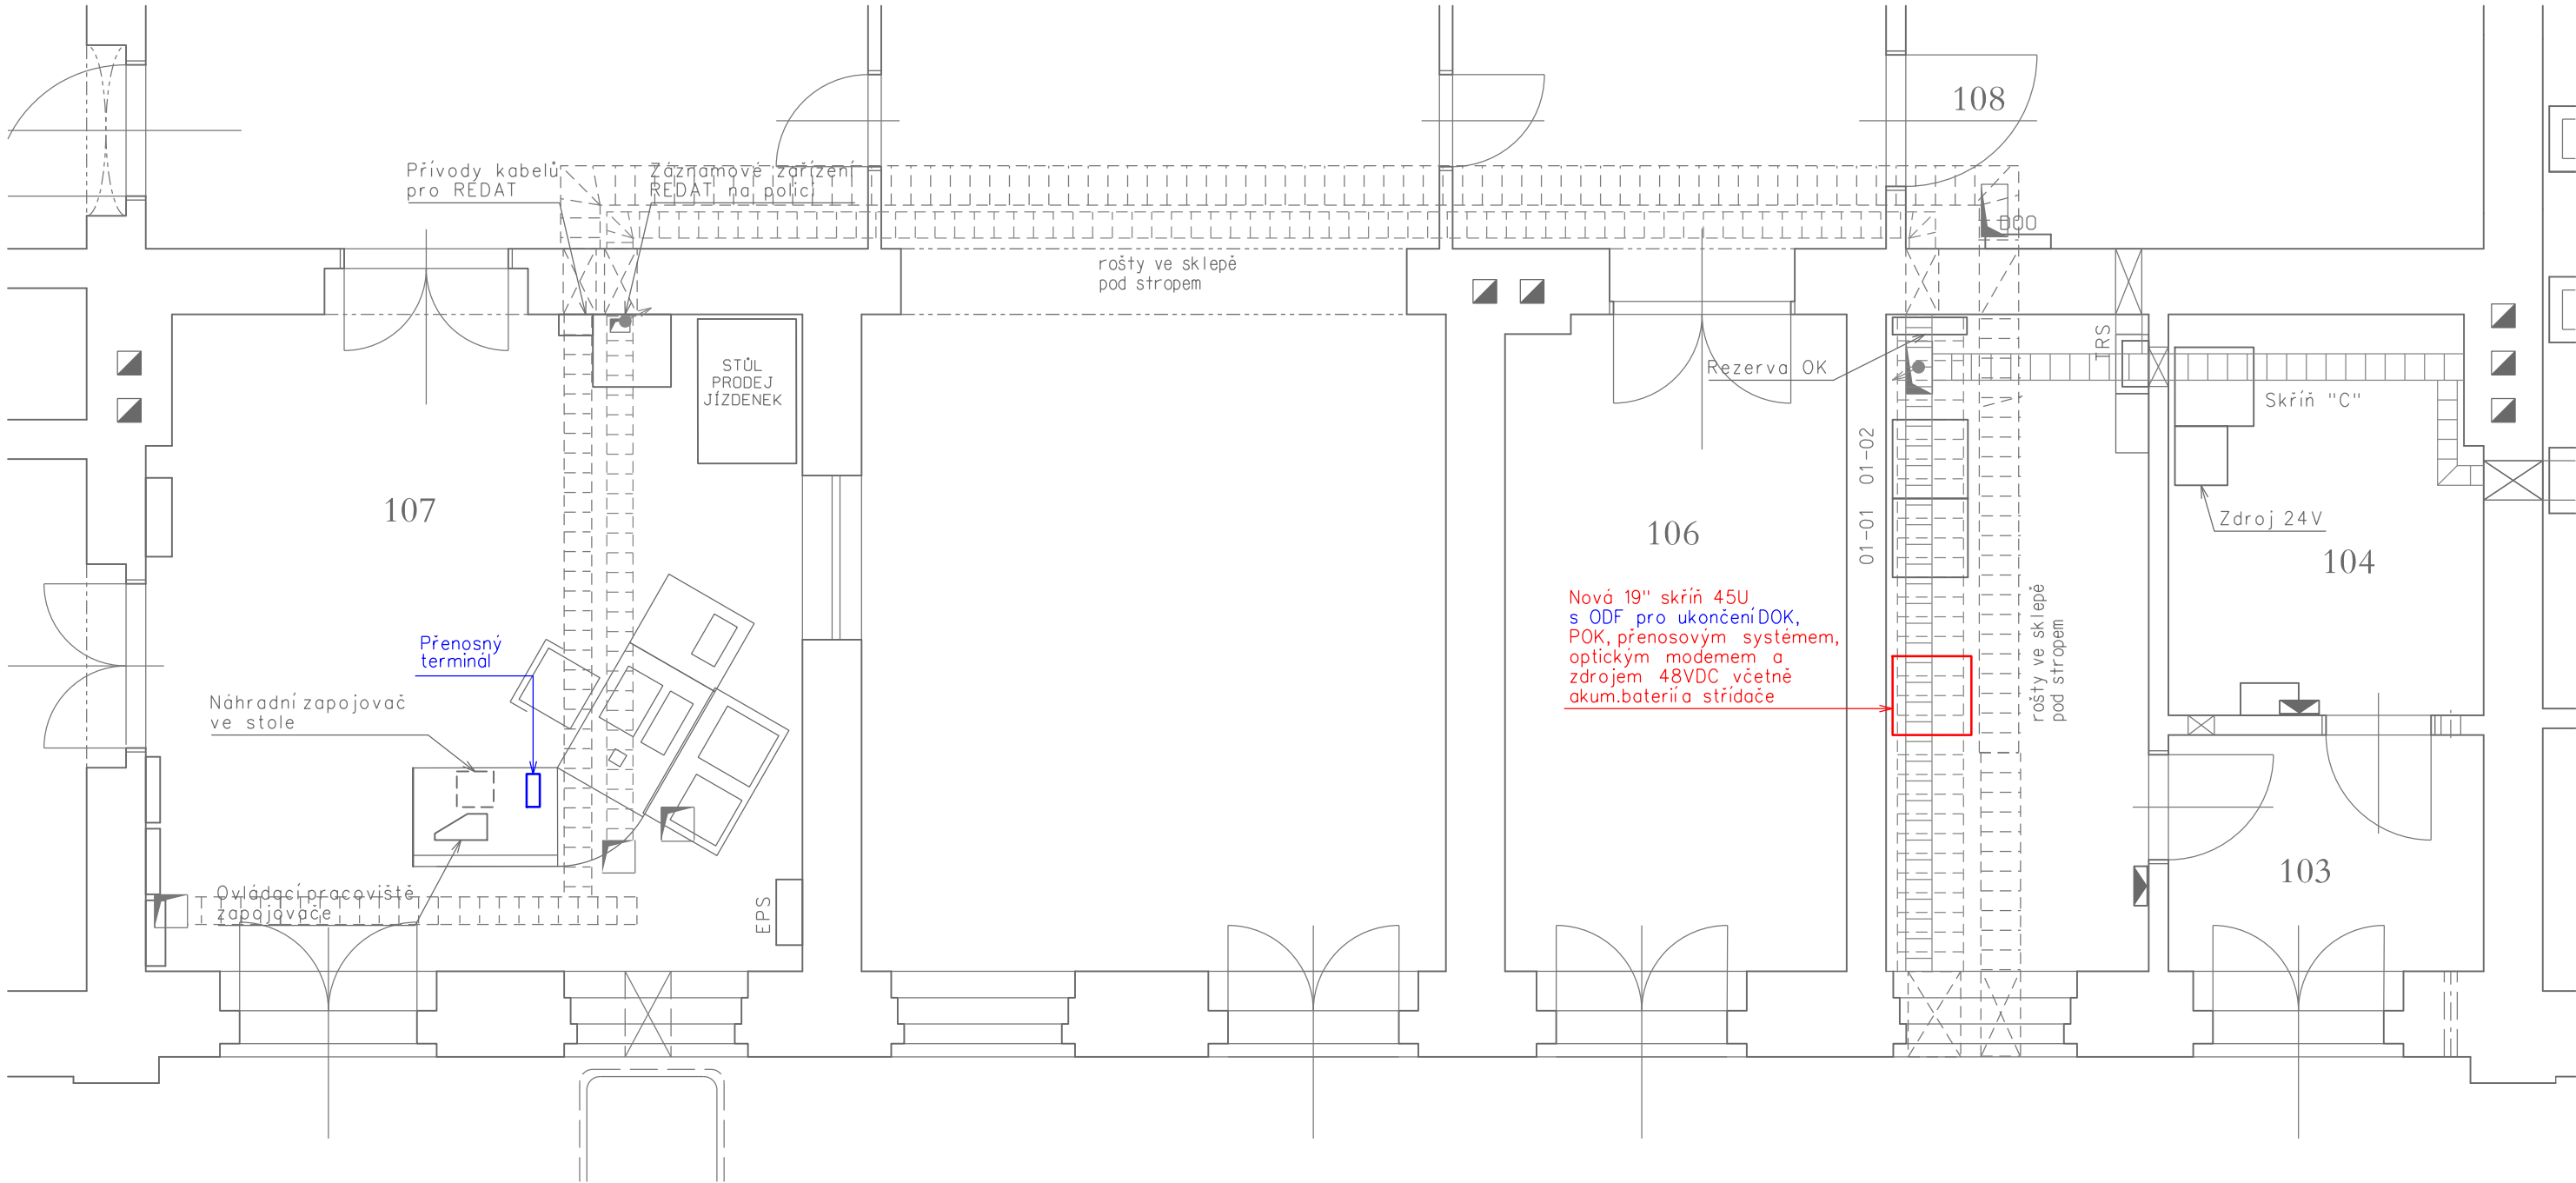 108
Přívody kabelů
pro REDAT
Záznamové zařízení
REDAT na polici
DOO
rošty ve sklepě
pod stropem
STŮL
PRODEJ
JÍZDENEK
Rezerva OK
TRS
Skříň "C"
01-01 01-02
107
106
Zdroj 24V
104
Nová 19" skříň 45U
s ODF pro ukončení DOK,
POK, přenosovým systémem,
optickým modemem a
zdrojem 48VDC včetně
akum.baterií a střídače
rošty ve sklepě
pod stropem
Přenosný
terminál
Náhradní zapojovač
ve stole
103
Ovládací pracoviště
zapojovače
EPS